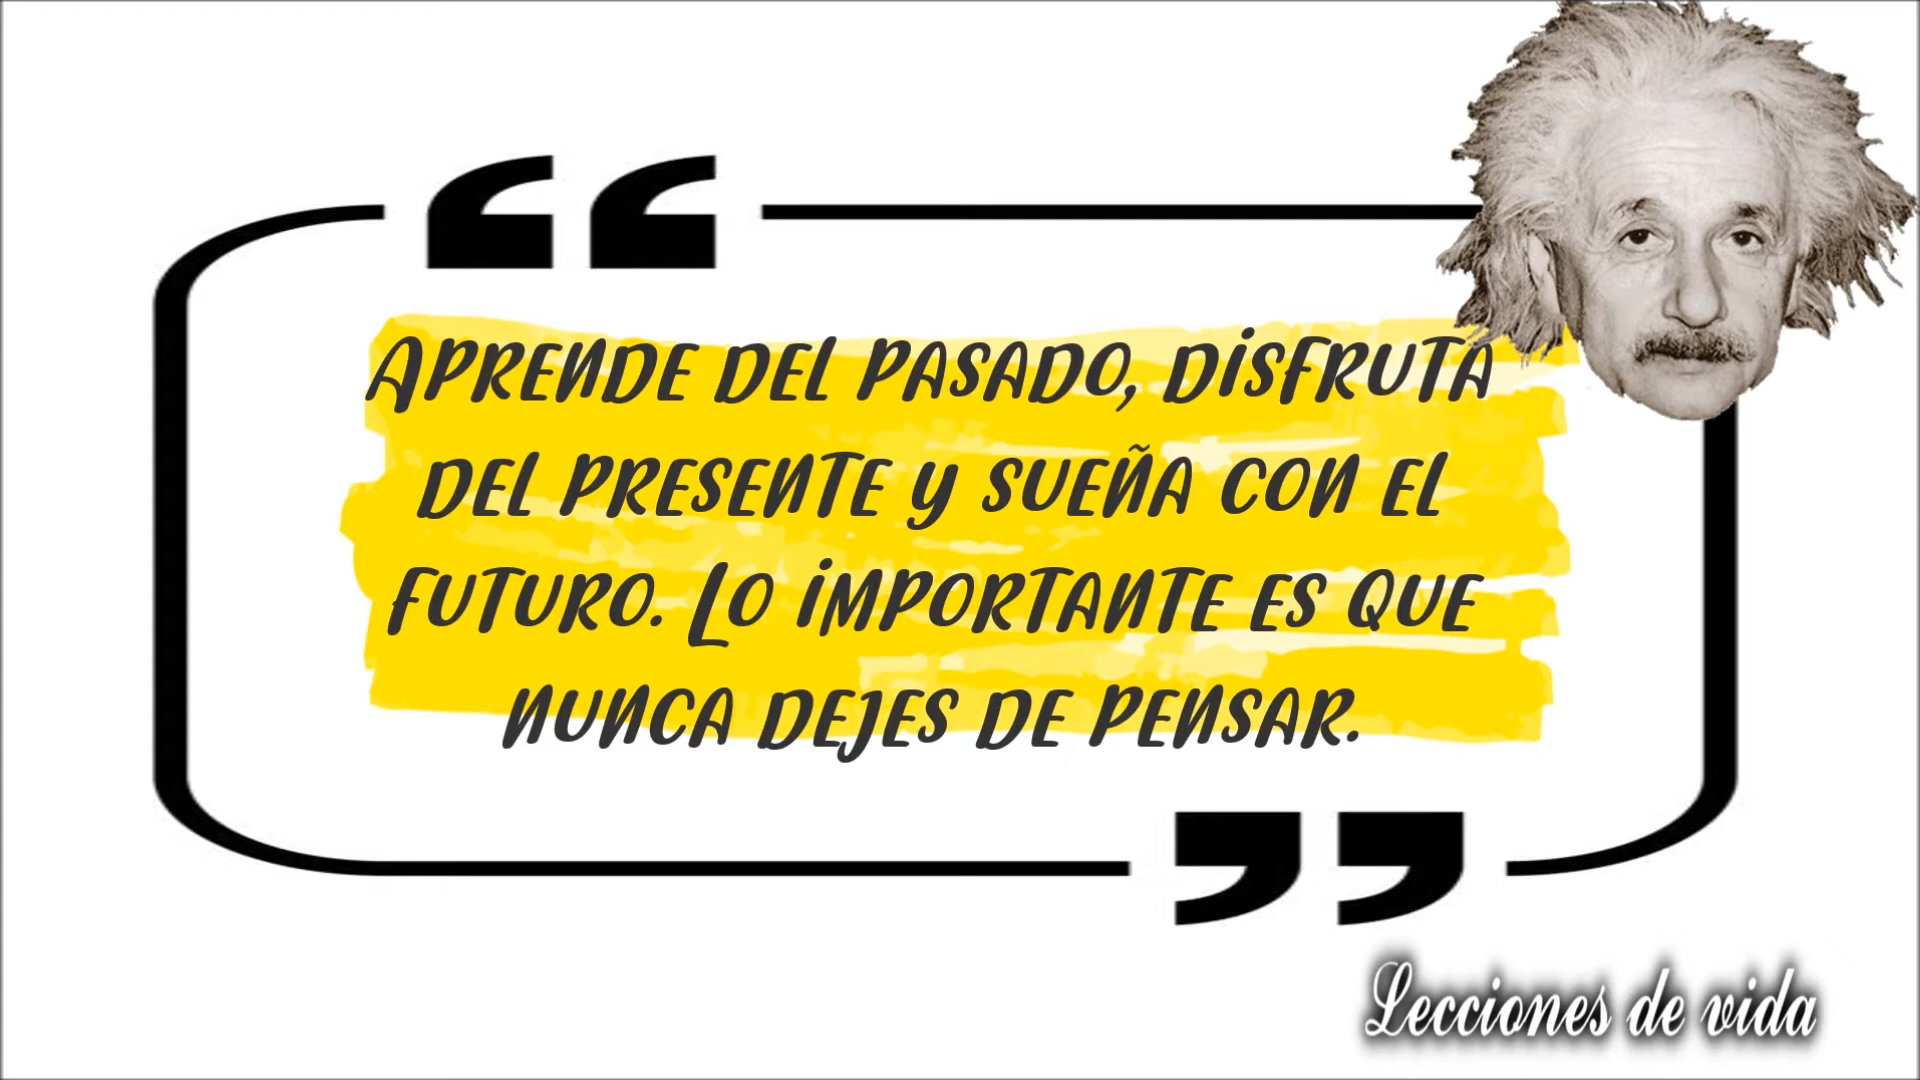 Aprende del pasado, disfruta
del presente y sueña con el
futuro. Lo importante es que
nunca dejes de pensar.
Lecciones de vida